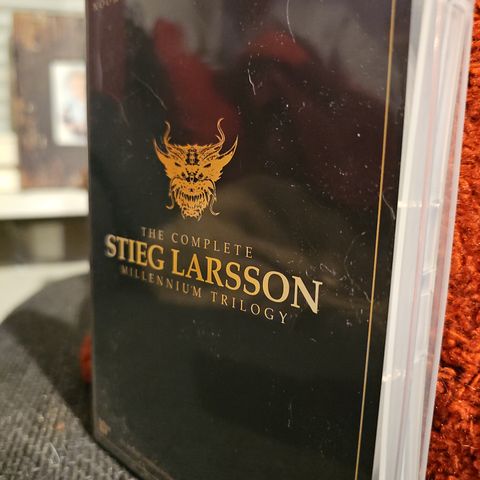 THE COMPLETE
STIEG LARSSON
MILLENNIUM TRILOGY